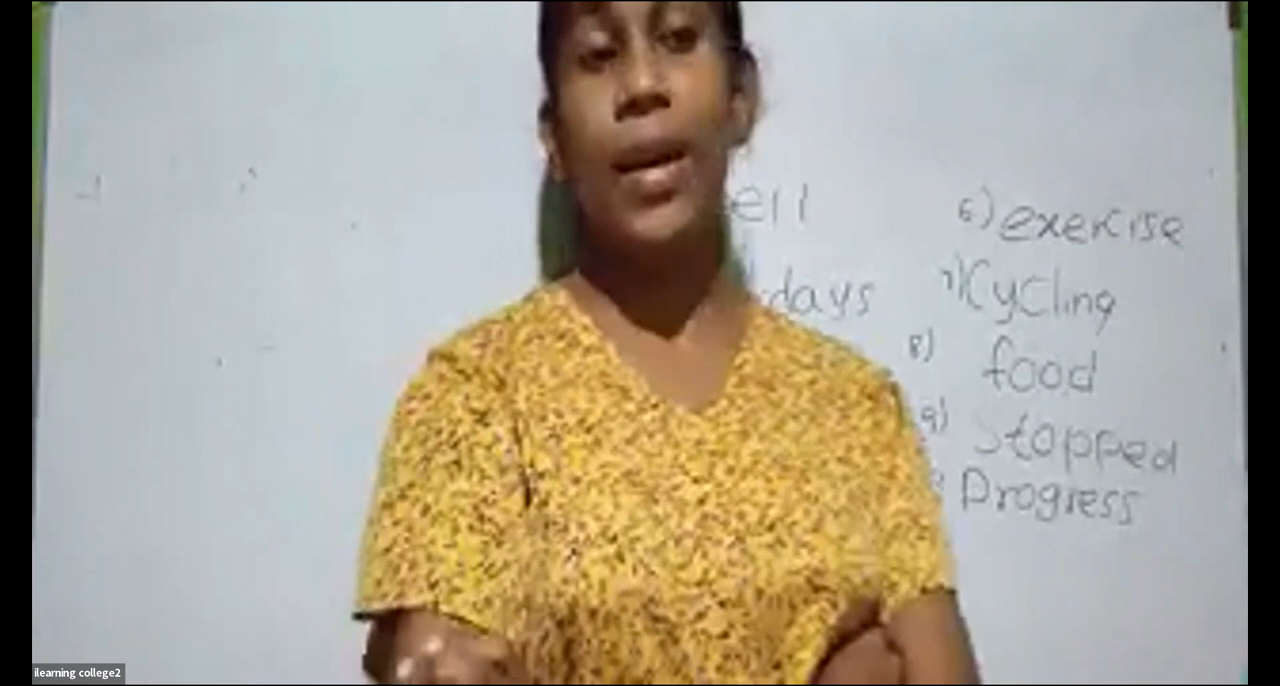 ell
days
6) exercise
7) Cycling
8) food
9) Stopped
Progress
ilearning college2